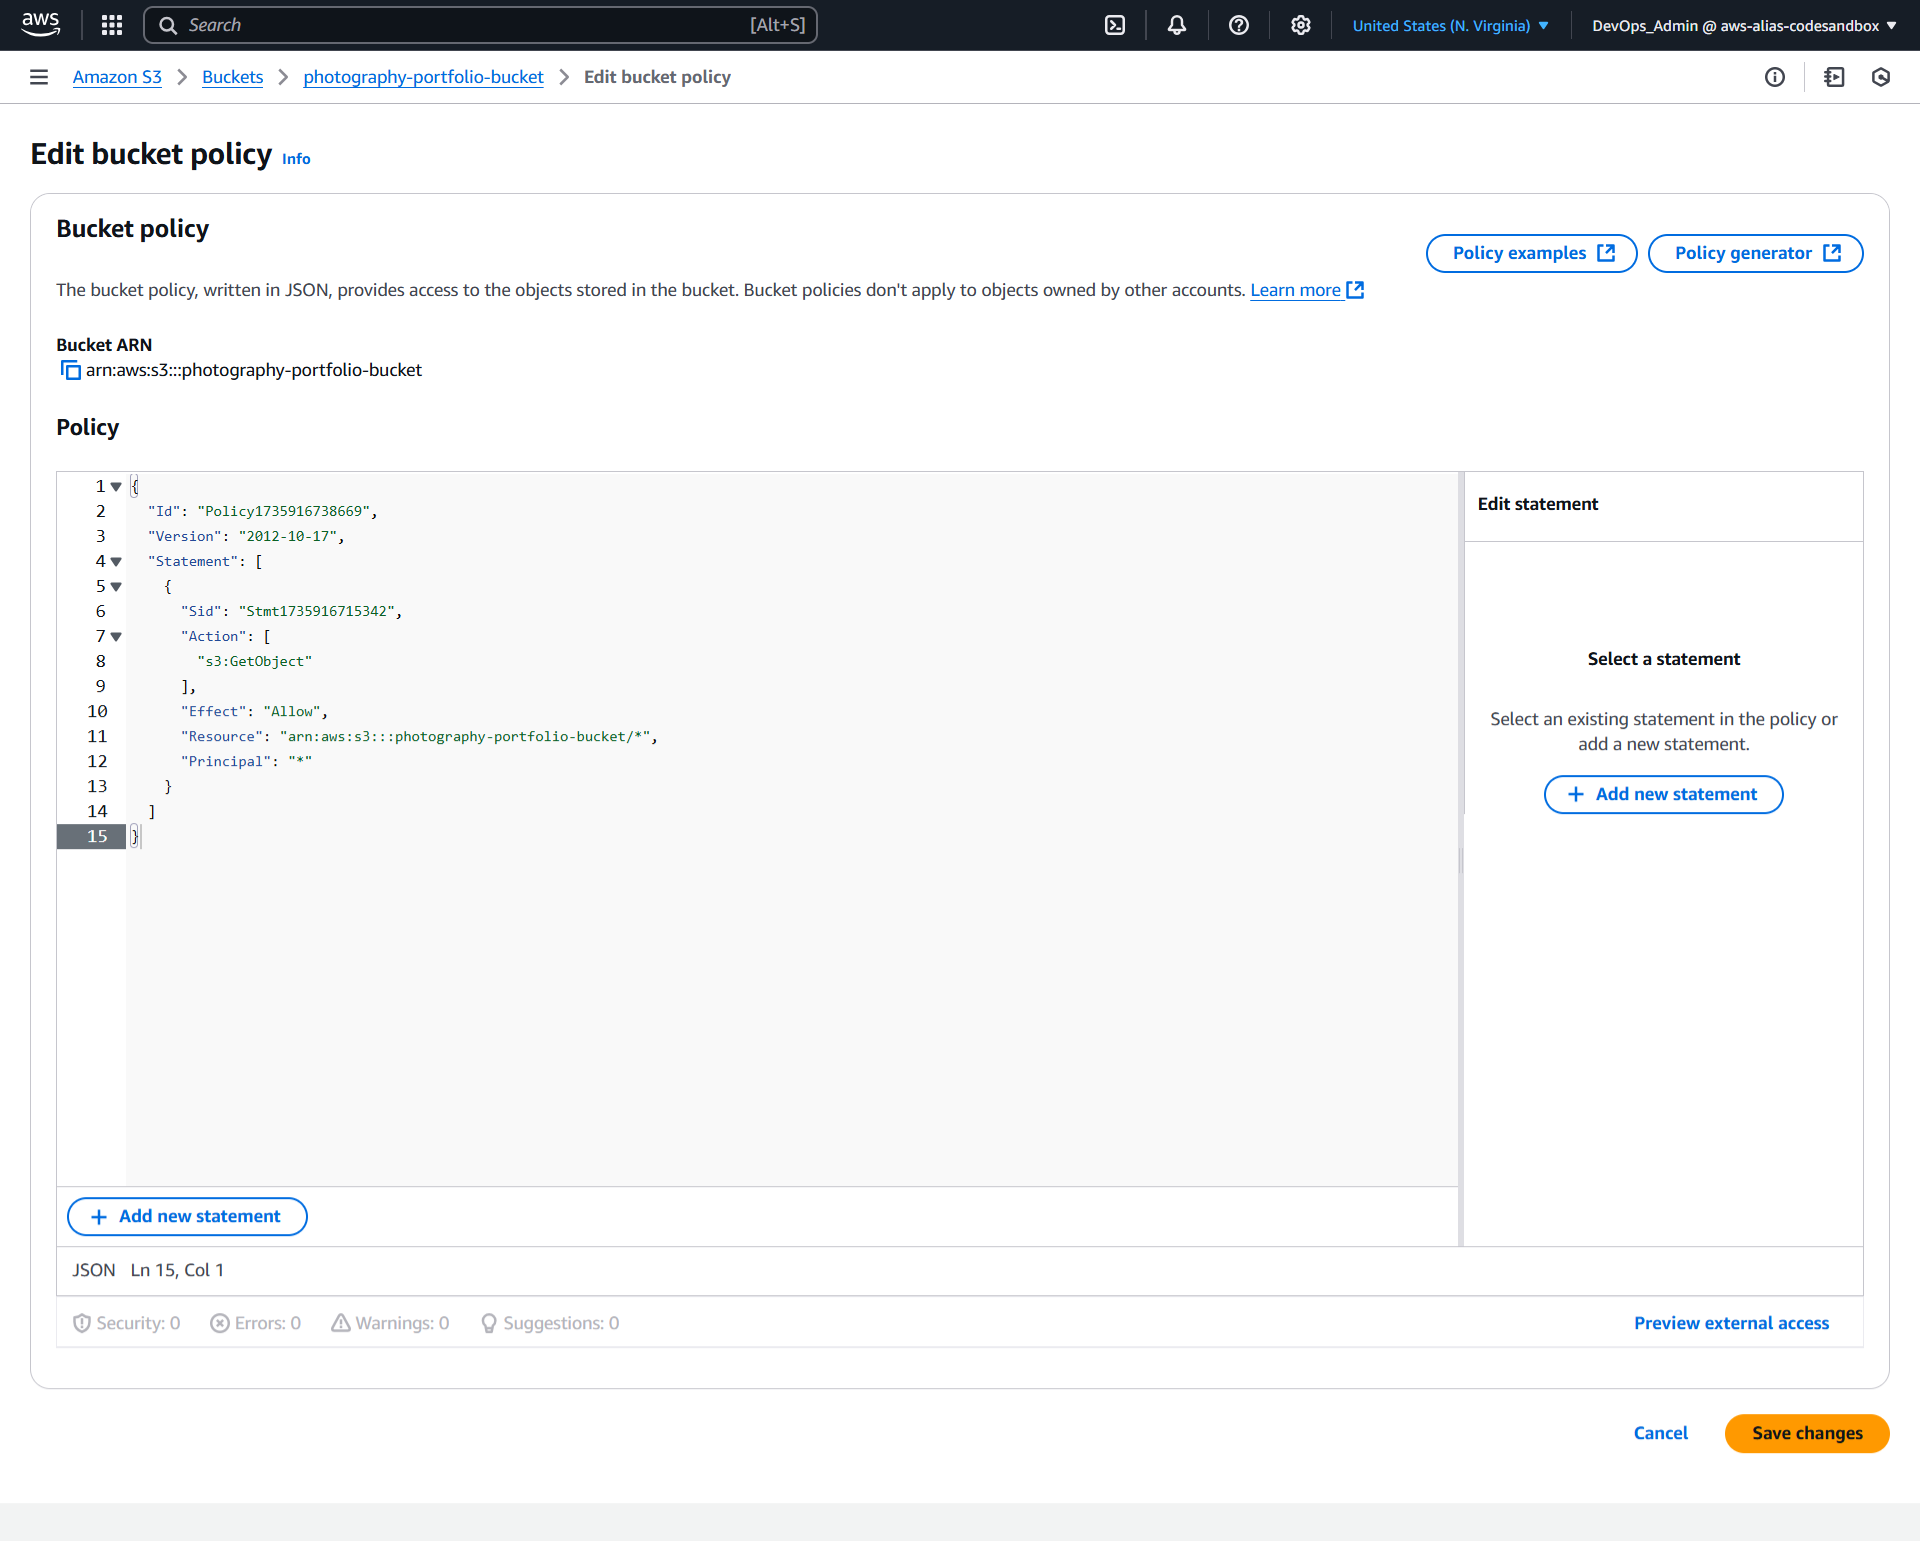 aws Search [Alt+S] United States (N. Virginia) DevOps_Admin @ aws-alias-codesandbox
Amazon S3 Buckets photography-portfolio-bucket Edit bucket policy
Edit bucket policy Info
Bucket policy
Policy examples Policy generator
The bucket policy, written in JSON, provides access to the objects stored in the bucket. Bucket policies don't apply to objects owned by other accounts. Learn more
Bucket ARN
arn:aws:s3:::photography-portfolio-bucket
Policy
1 {
2 "Id": "Policy1735916738669",
3 "Version": "2012-10-17",
4 "Statement": [
5 {
6 "Sid": "Stmt1735916715342",
7 "Action": [
8 "s3:GetObject"
9 ],
10 "Effect": "Allow",
11 "Resource": "arn:aws:s3:::photography-portfolio-bucket/*",
12 "Principal": "*"
13 }
14 ]
15 }
Edit statement
Select a statement
Select an existing statement in the policy or
add a new statement.
+ Add new statement
+ Add new statement
JSON Ln 15, Col 1
Security: 0 Errors: 0 Warnings: 0 Suggestions: 0 Preview external access
Cancel Save changes